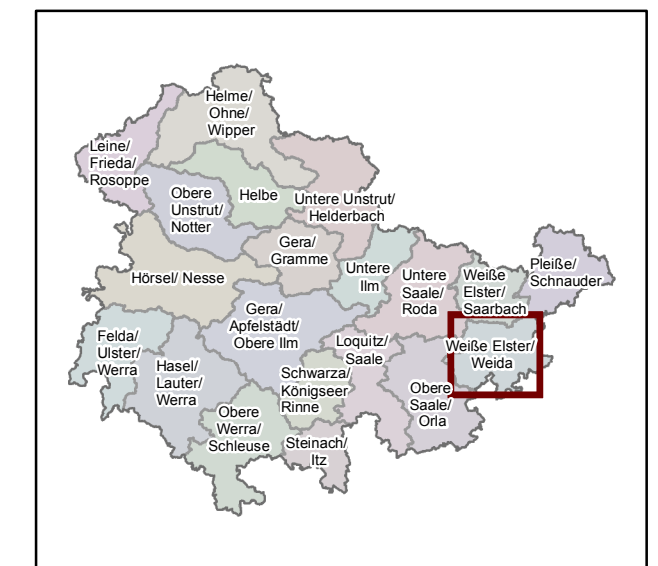 Helme/
Ohne/
Wipper
Leine/
Frieda/
Rosoppe
Obere
Unstrut/
Notter
Helbe
Untere Unstrut/
Helderbach
Gera/
Gramme
Hörsel/ Nesse
Untere
Ilm
Untere
Saale/
Roda
Weiße
Elster/
Saarbach
Pleiße/
Schnauder
Gera/
Apfelstädt/
Obere Ilm
Felda/
Ulster/
Werra
Hasel/
Lauter/
Werra
Loquitz/
Saale
Weiße Elster/
Weida
Schwarza/
Königseer
Rinne
Obere
Saale/
Orla
Obere
Werra/
Schleuse
Steinach/
Itz